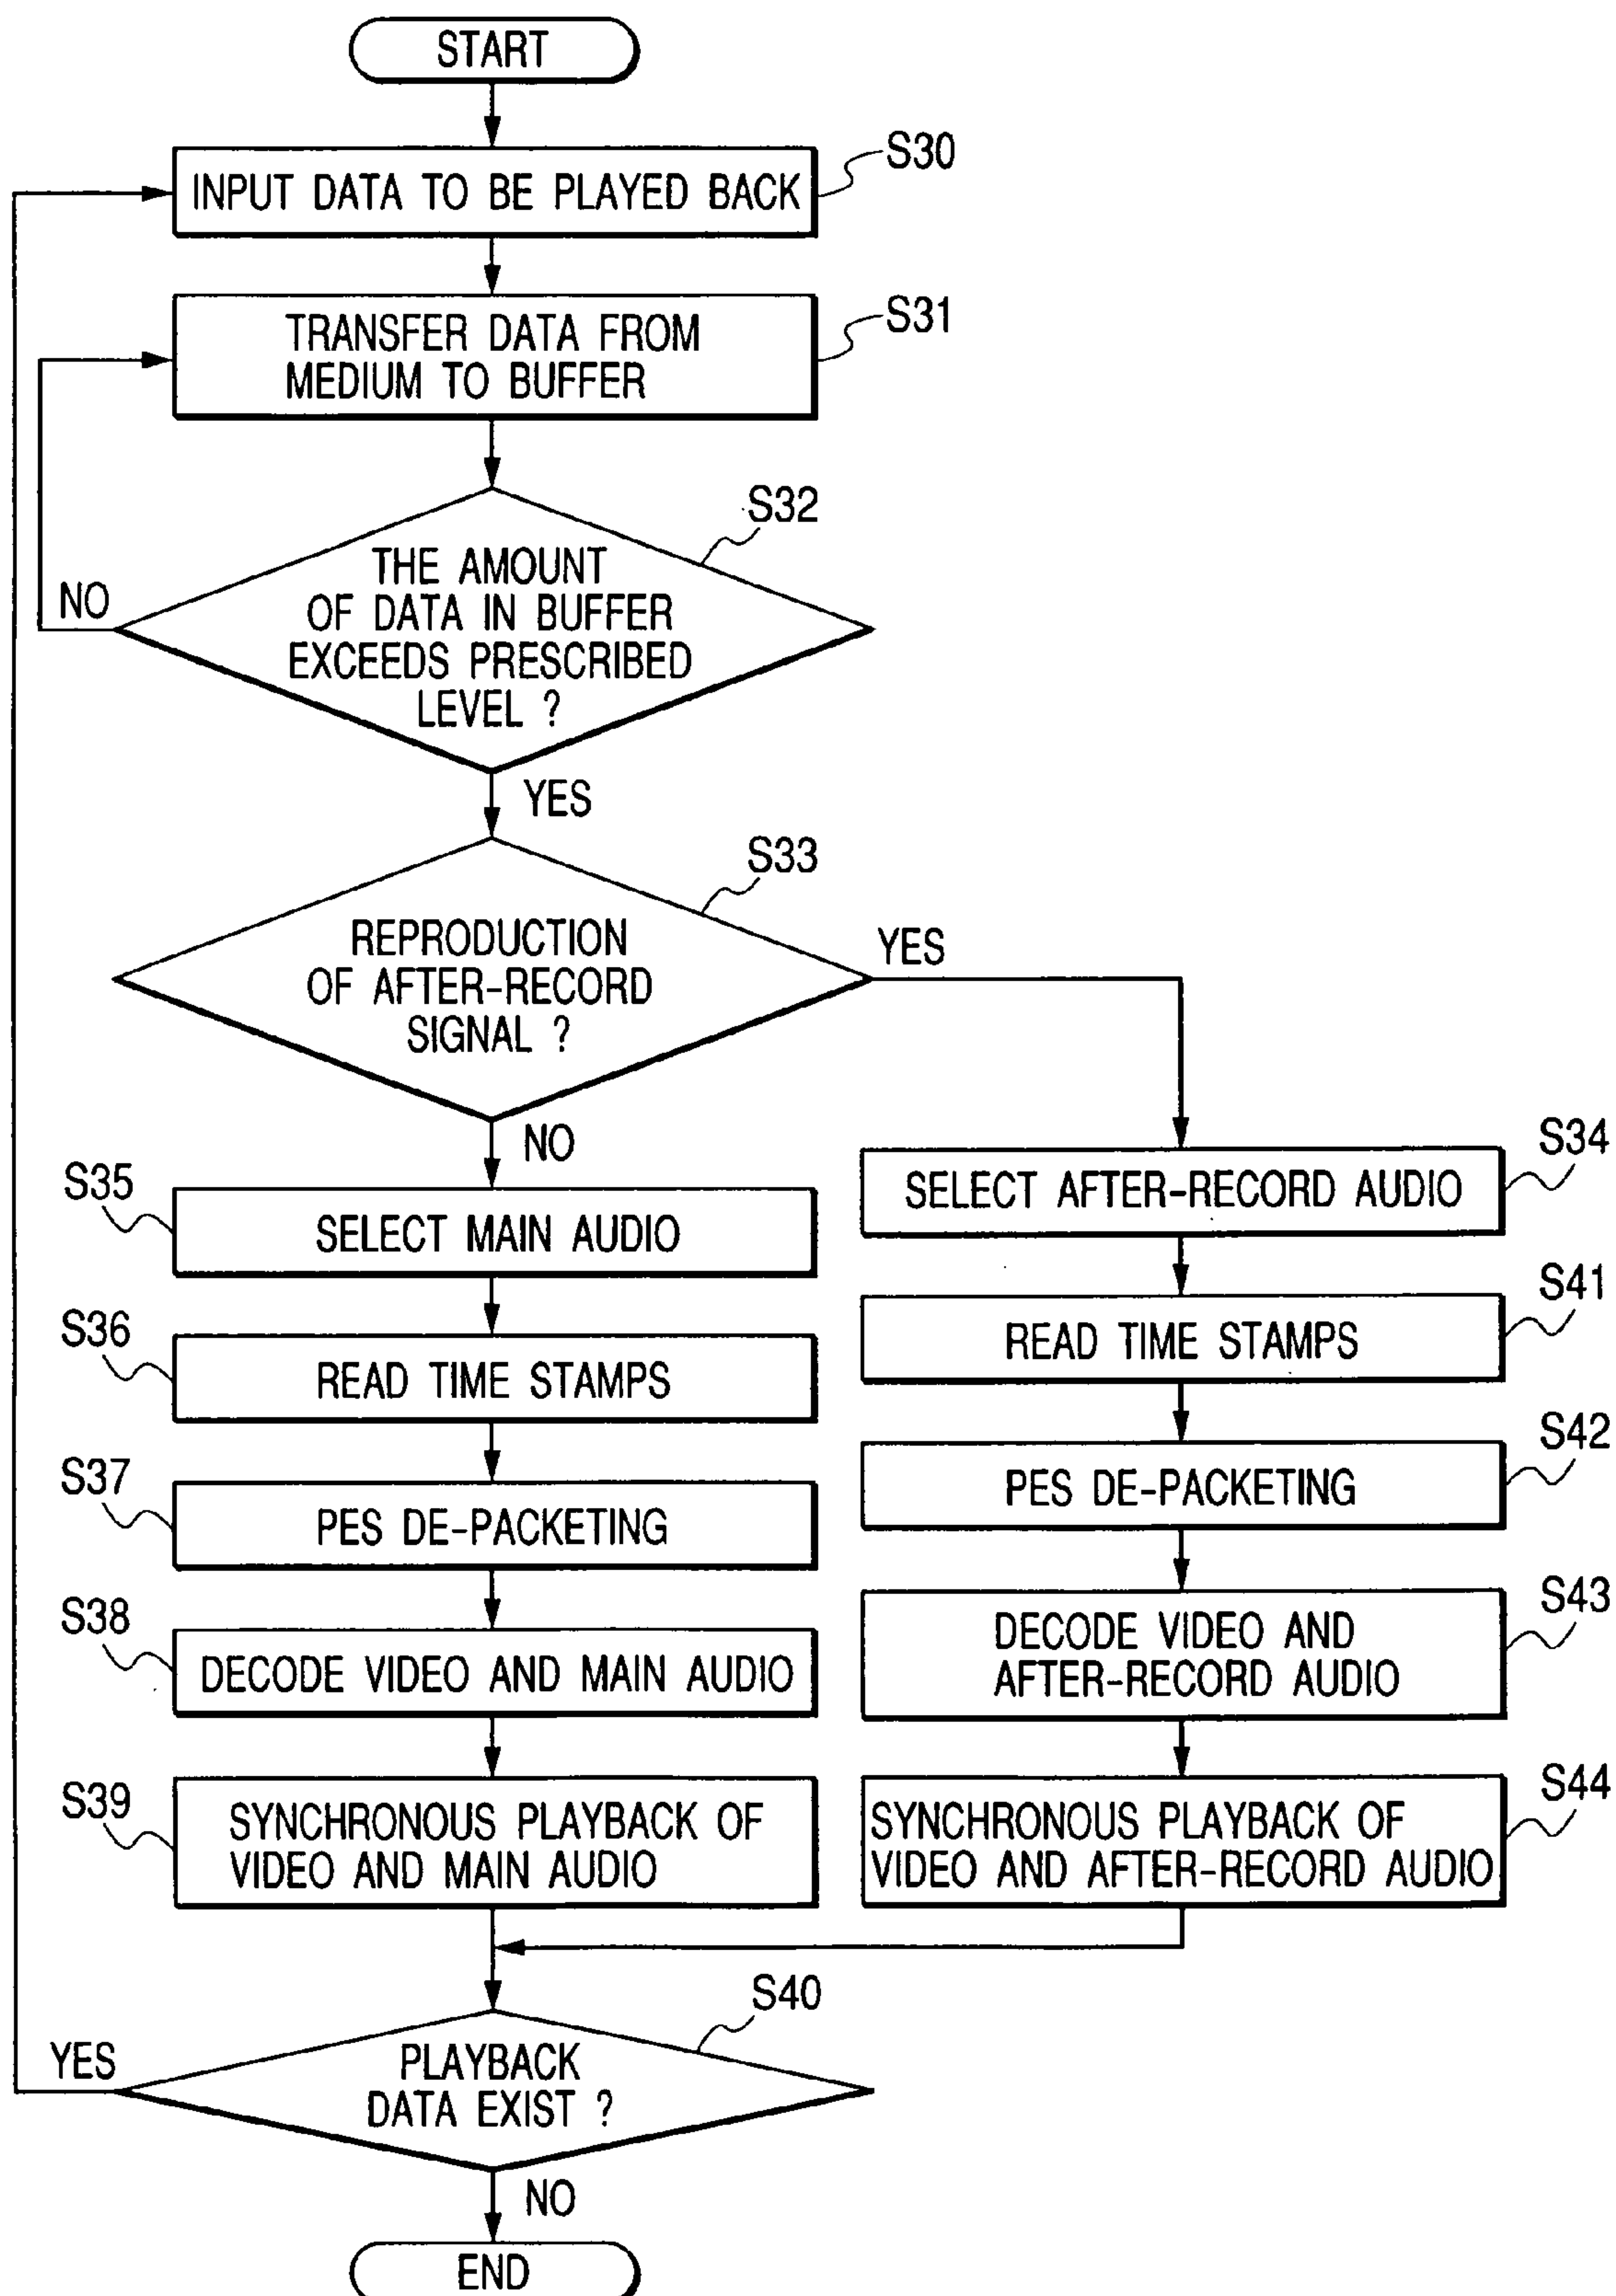 START
S30
INPUT DATA TO BE PLAYED BACK
S31
TRANSFER DATA FROM
MEDIUM TO BUFFER
S32
THE AMOUNT
OF DATA IN BUFFER
EXCEEDS PRESCRIBED
LEVEL ?
NO
YES
S33
REPRODUCTION
OF AFTER-RECORD
SIGNAL ?
YES
NO
S35
SELECT MAIN AUDIO
S36
READ TIME STAMPS
S37
PES DE-PACKETING
S38
DECODE VIDEO AND MAIN AUDIO
S39
SYNCHRONOUS PLAYBACK OF
VIDEO AND MAIN AUDIO
S34
SELECT AFTER-RECORD AUDIO
S41
READ TIME STAMPS
S42
PES DE-PACKETING
S43
DECODE VIDEO AND
AFTER-RECORD AUDIO
S44
SYNCHRONOUS PLAYBACK OF
VIDEO AND AFTER-RECORD AUDIO
S40
PLAYBACK
DATA EXIST ?
YES
NO
END